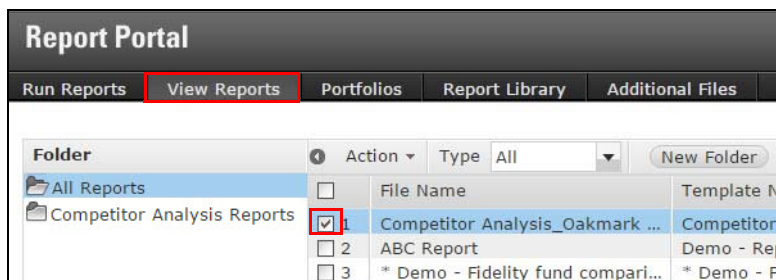 Report Portal
Run Reports View Reports Portfolios Report Library Additional Files
Folder Action Type All New Folder
All Reports File Name Template N
Competitor Analysis Reports 1 Competitor Analysis_Oakmark ... Competitor
2 ABC Report Demo - Rep
3 * Demo - Fidelity fund compari... * Demo - F